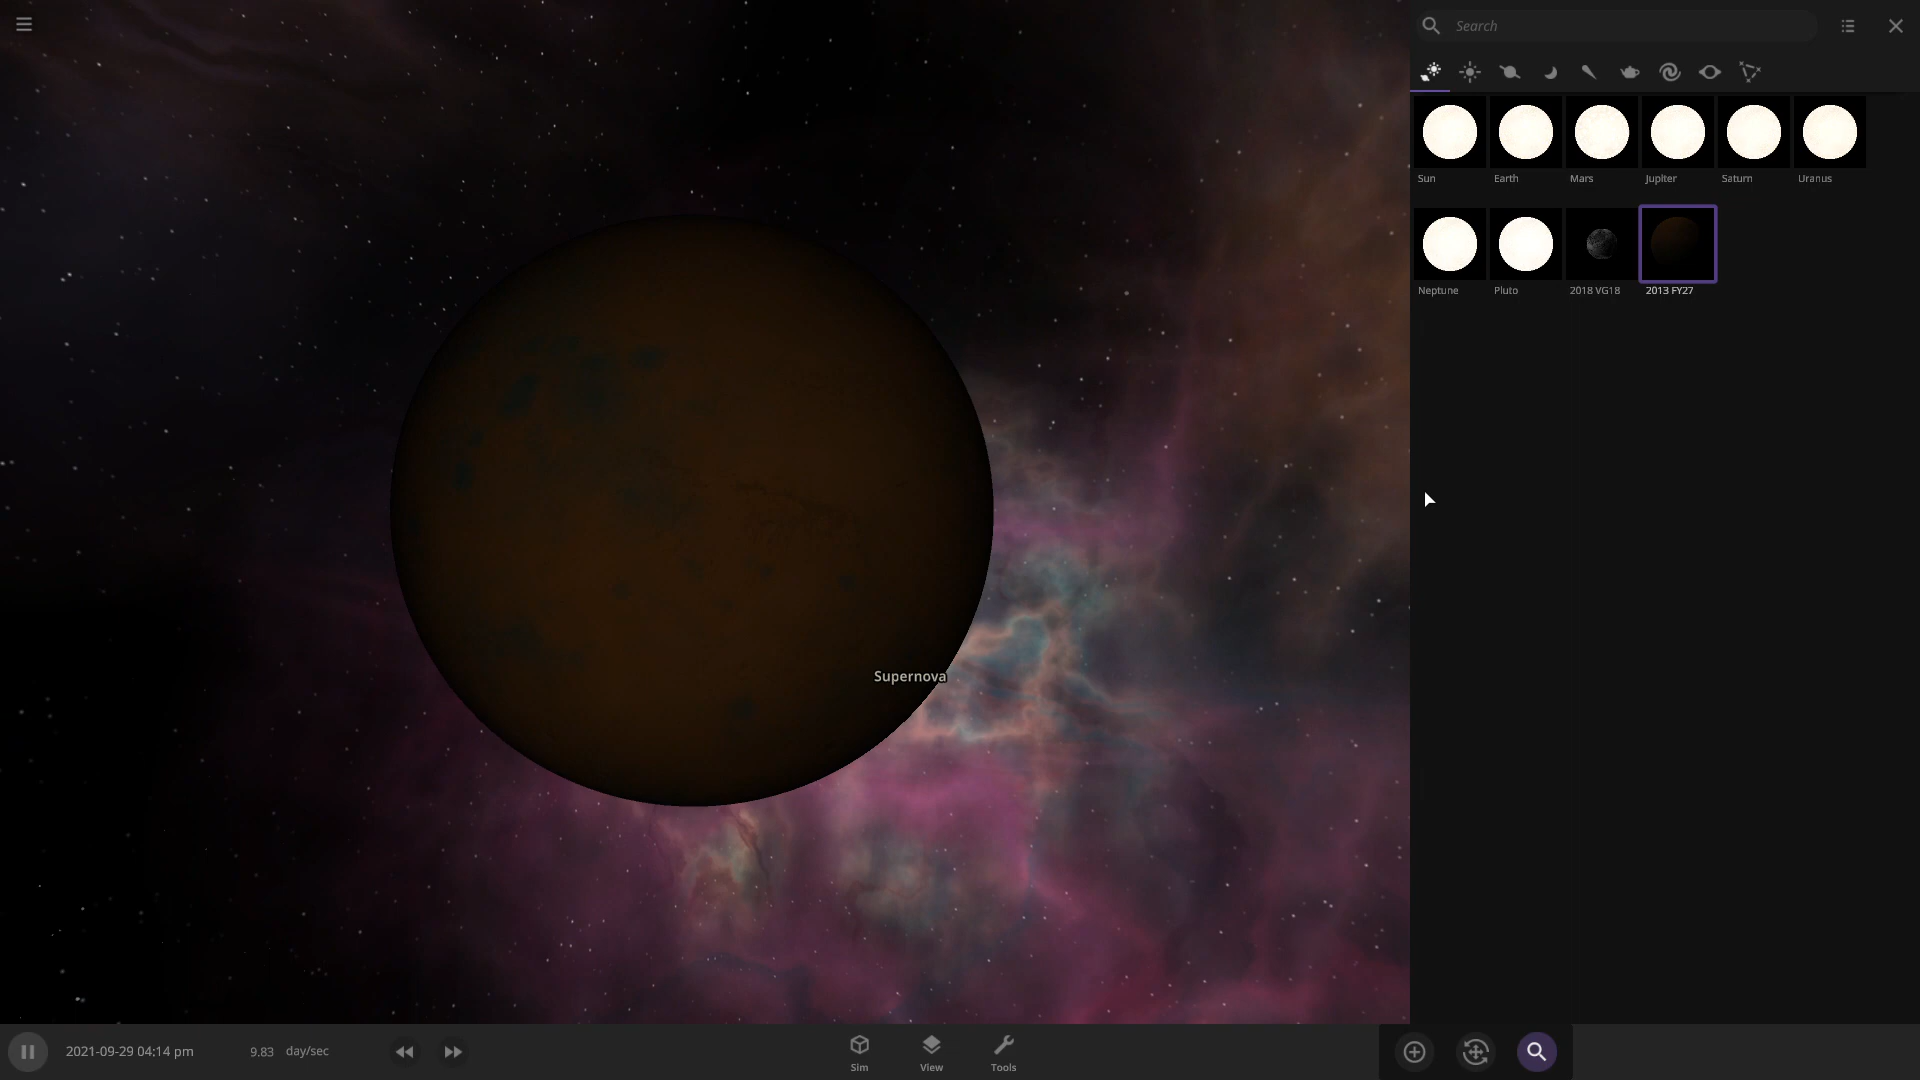 Search
Sun
Earth
Mars
Jupiter
Saturn
Uranus
Neptune
Pluto
2018 VG18
2013 FY27
Supernova
2021-09-29 04:14 pm
9.83 day/sec
Sim
View
Tools